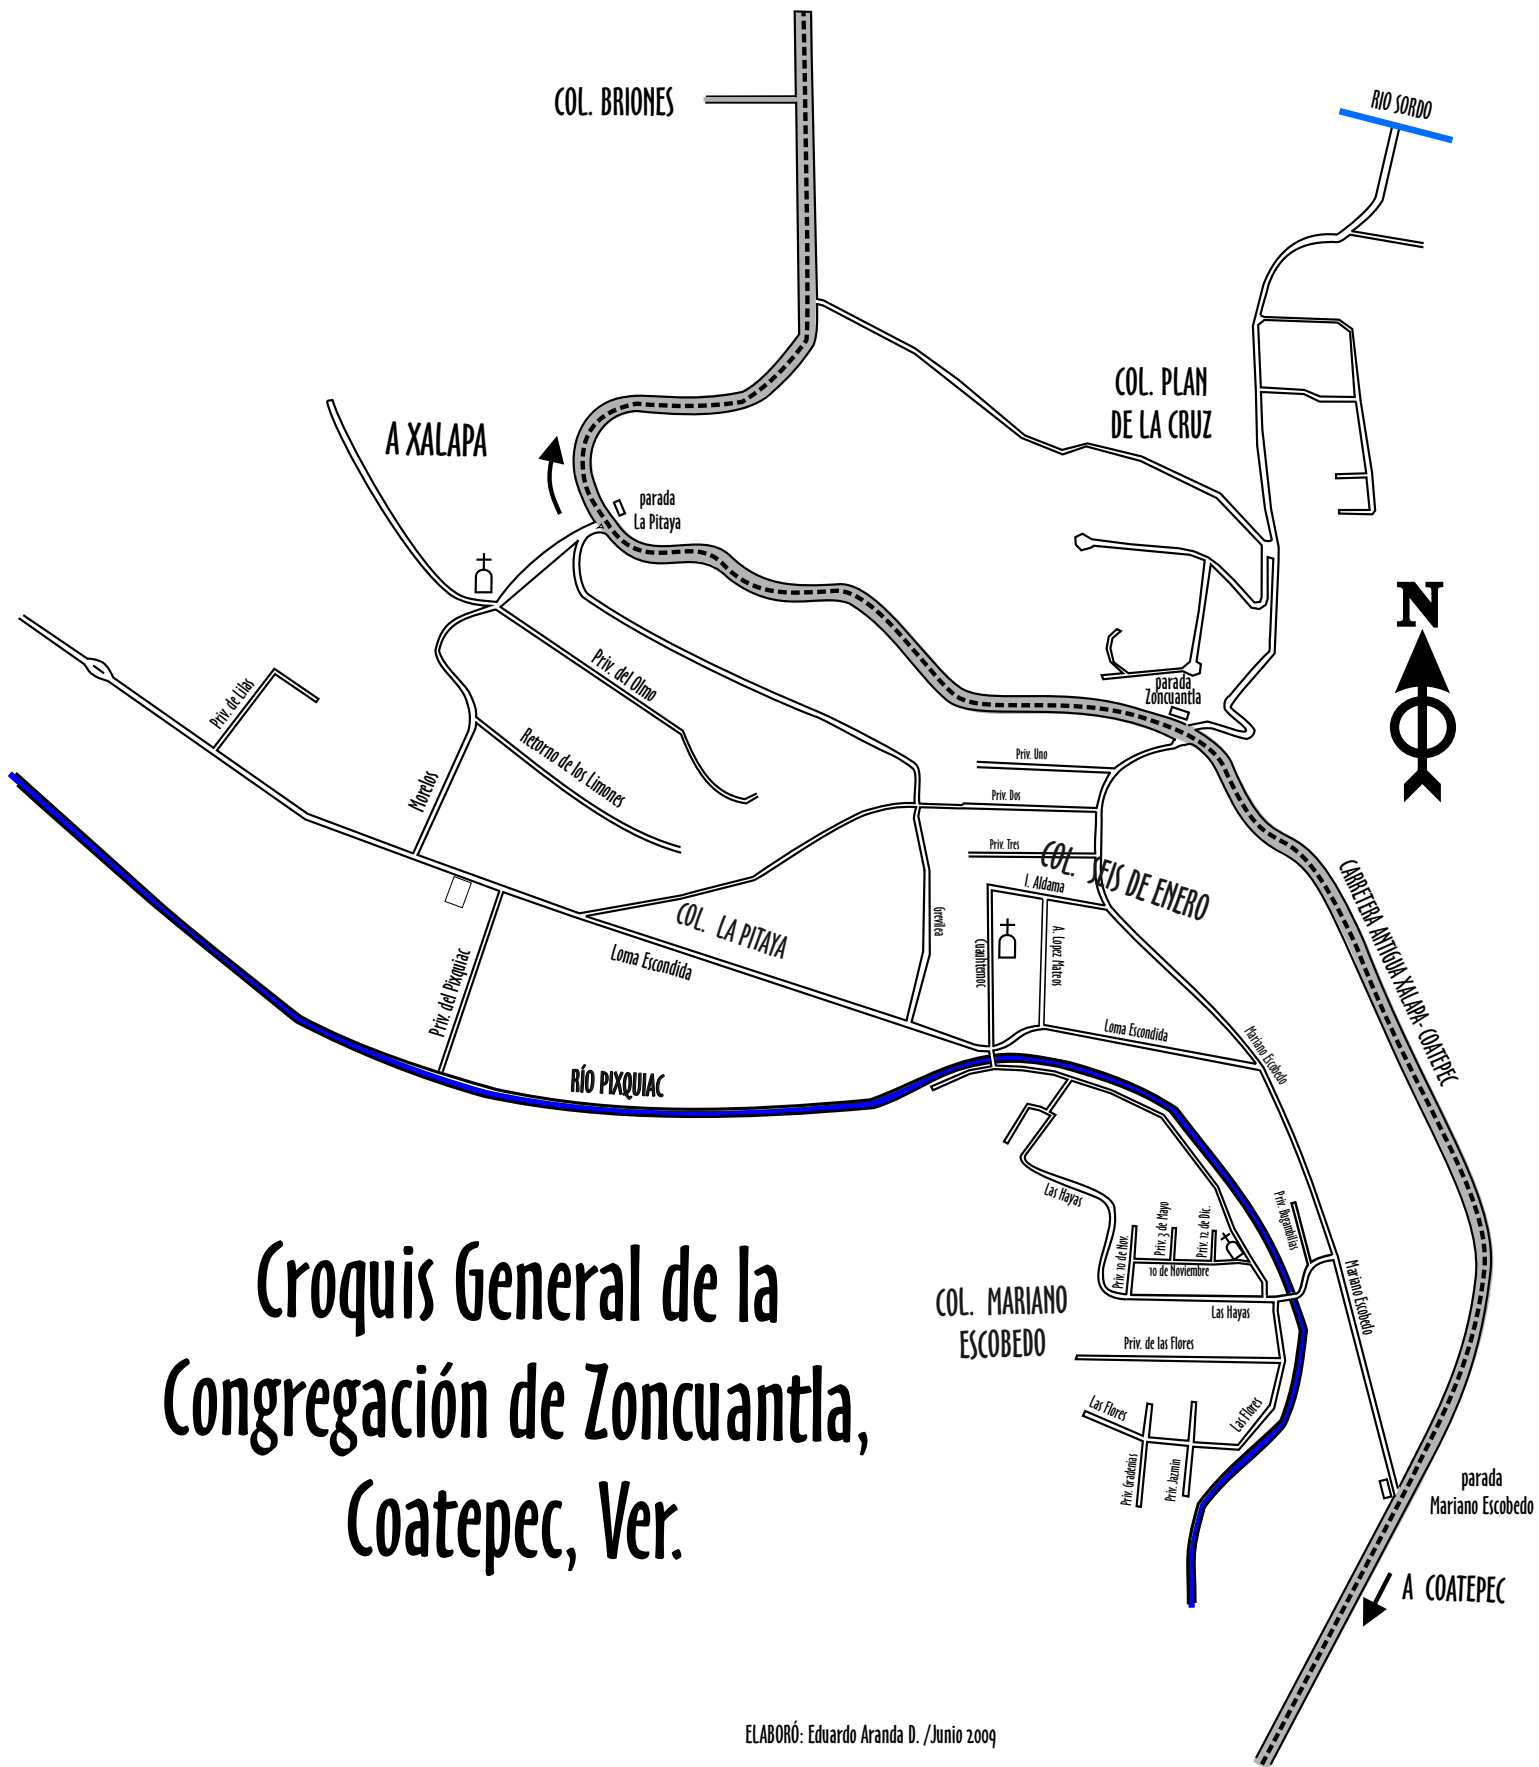 COL. BRIONES
RIO SORDO
COL. PLAN
DE LA CRUZ
A XALAPA
parada
La Pitaya
N
parada
Zoncuantla
Priv. de Lilas
Priv. del Olmo
Retorno de los Limones
Morelos
Priv. Uno
Priv. Dos
Priv. Tres
COL. SEIS DE ENERO
I. Aldama
CARRETERA ANTIGUA XALAPA- COATEPEC
COL. LA PITAYA
Grevilea
Cuauhtemoc
A. Lopez Mateos
Loma Escondida
Priv. del Pixquiac
Loma Escondida
Mariano Escobedo
RÍO PIXQUIAC
Las Hayas
Priv. 10 de Nov.
Priv. 3 de Mayo
Priv. 12 de Dic.
Priv. Bugambilias
10 de Noviembre
Mariano Escobedo
Las Hayas
COL. MARIANO
ESCOBEDO
Priv. de las Flores
Las Flores
Las Flores
Priv. Gradenias
Priv. Jazmin
Croquis General de la
Congregación de Zoncuantla,
Coatepec, Ver.
parada
Mariano Escobedo
A COATEPEC
ELABORÓ: Eduardo Aranda D. /Junio 2009